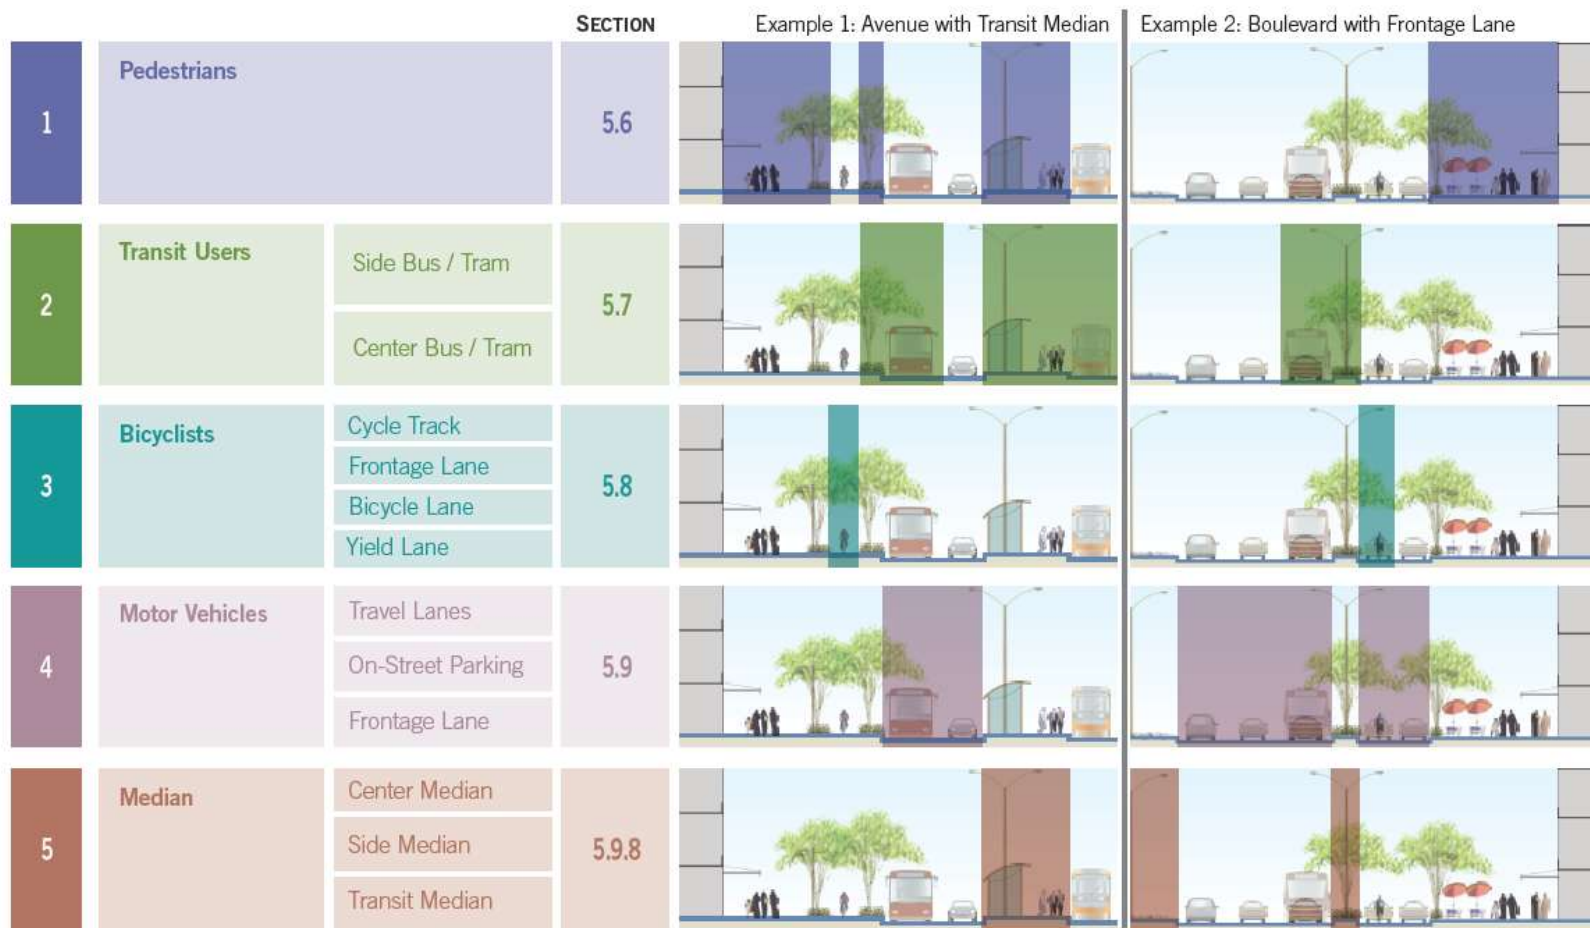 SECTION
Example 1: Avenue with Transit Median
Example 2: Boulevard with Frontage Lane
1
Pedestrians
5.6
2
Transit Users
Side Bus / Tram
Center Bus / Tram
5.7
3
Bicyclists
Cycle Track
Frontage Lane
Bicycle Lane
Yield Lane
5.8
4
Motor Vehicles
Travel Lanes
On-Street Parking
Frontage Lane
5.9
5
Median
Center Median
Side Median
Transit Median
5.9.8